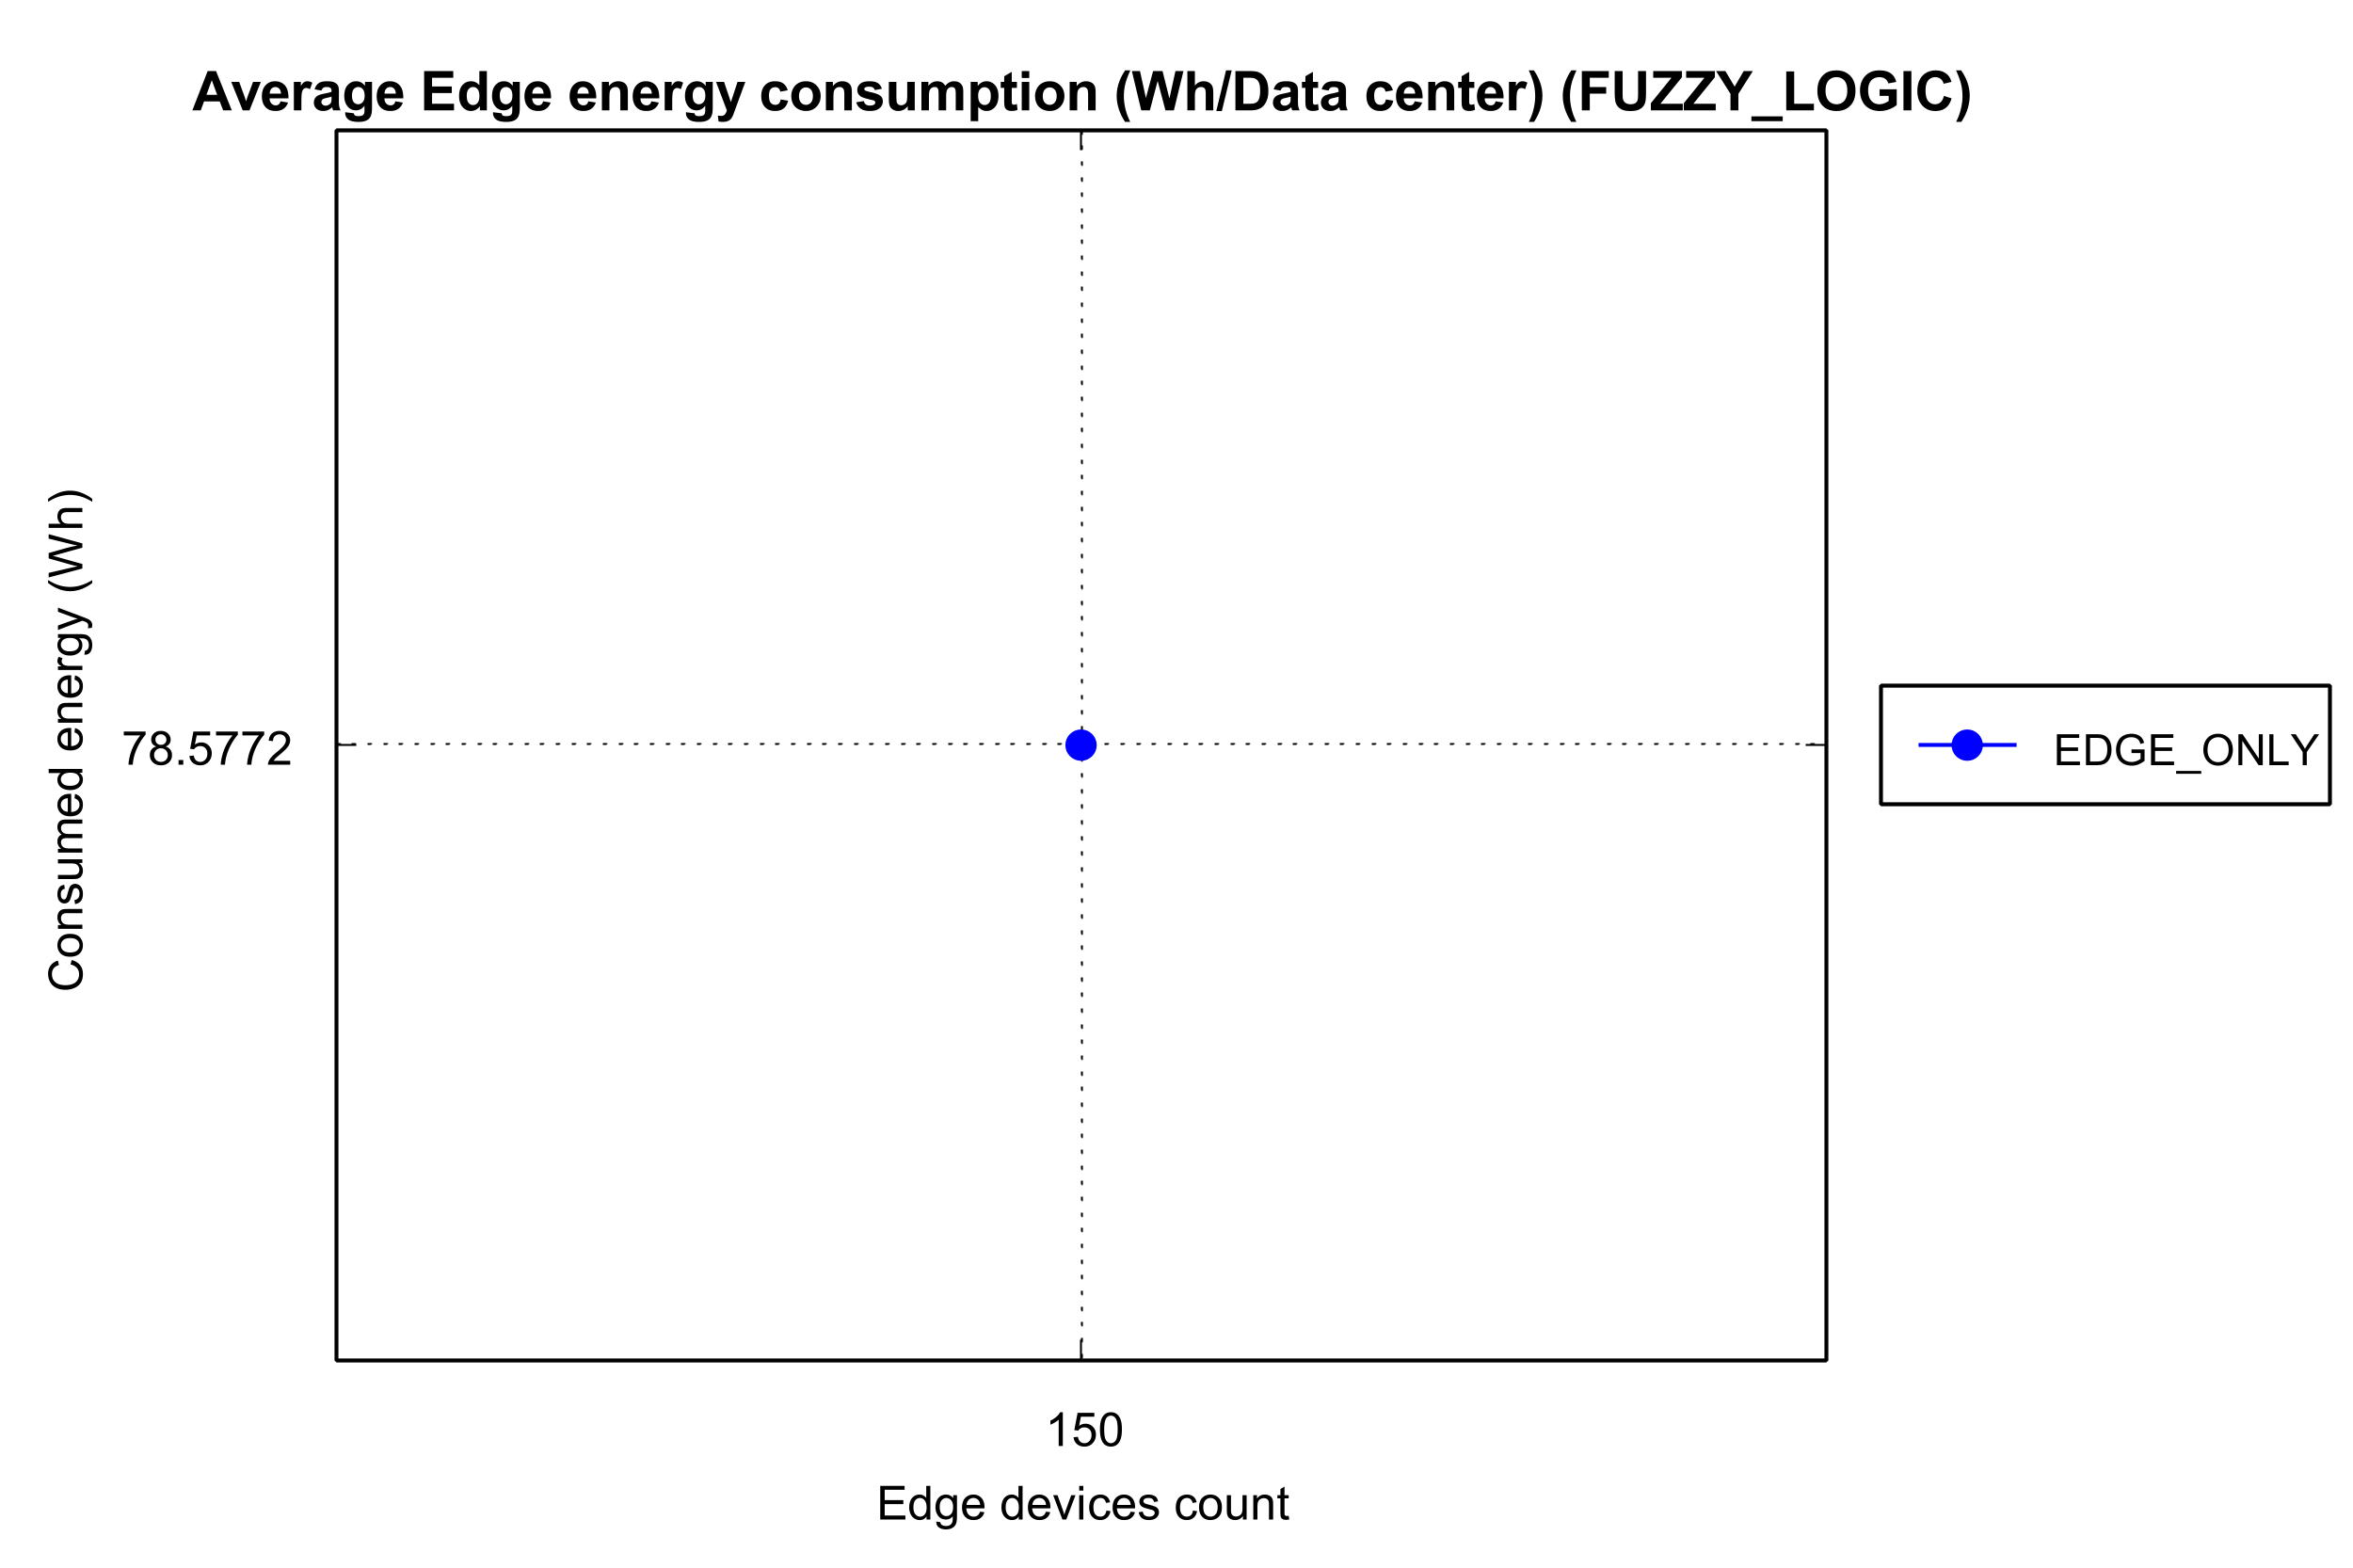 Average Edge energy consumption (Wh/Data center) (FUZZY_LOGIC)
Consumed energy (Wh)
78.5772
EDGE_ONLY
150
Edge devices count